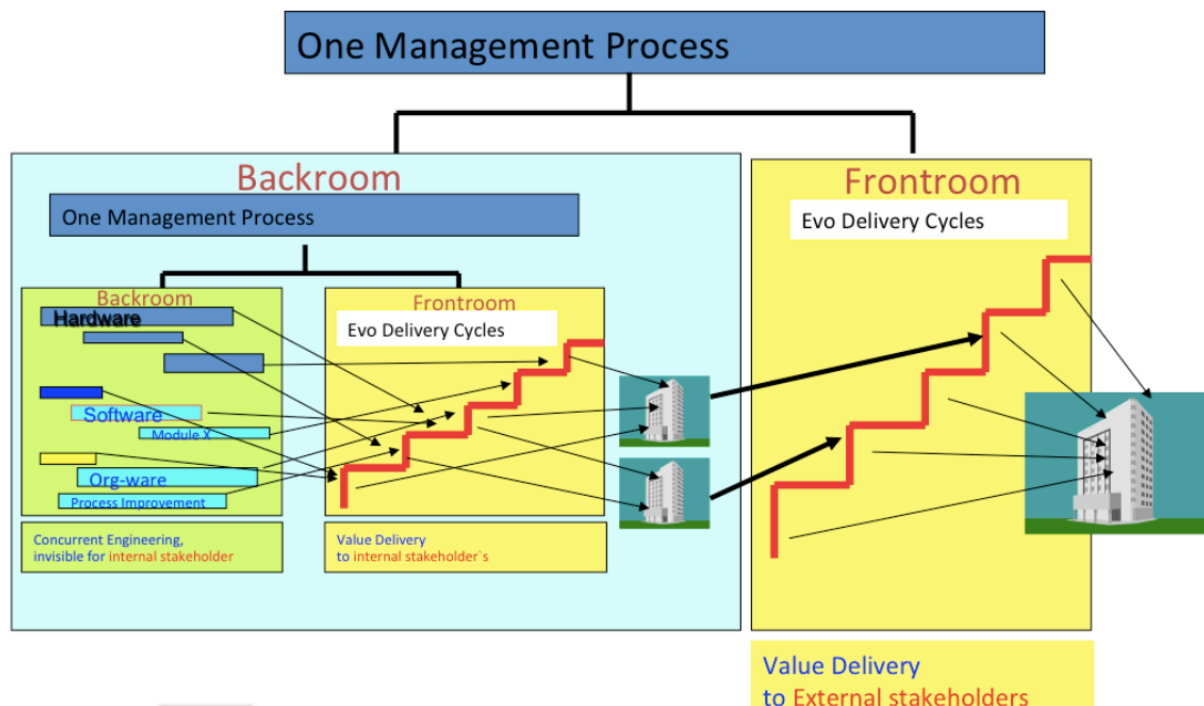 One Management Process
Backroom
One Management Process
Backroom
Hardware
Software
Module X
Org-ware
Process Improvement
Concurrent Engineering,
invisible for internal stakeholder
Frontroom
Evo Delivery Cycles
Value Delivery
to internal stakeholder`s
Frontroom
Evo Delivery Cycles
Value Delivery
to External stakeholders